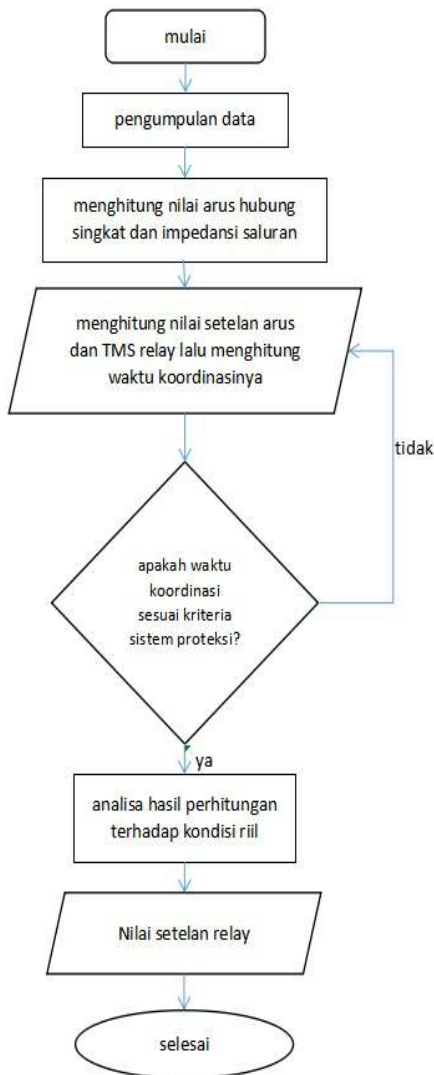 mulai
pengumpulan data
menghitung nilai arus hubung
singkat dan impedansi saluran
menghitung nilai setelan arus
dan TMS relay lalu menghitung
waktu koordinasinya
tidak
apakah waktu
koordinasi
sesuai kriteria
sistem proteksi?
ya
analisa hasil perhitungan
terhadap kondisi riil
Nilai setelan relay
selesai